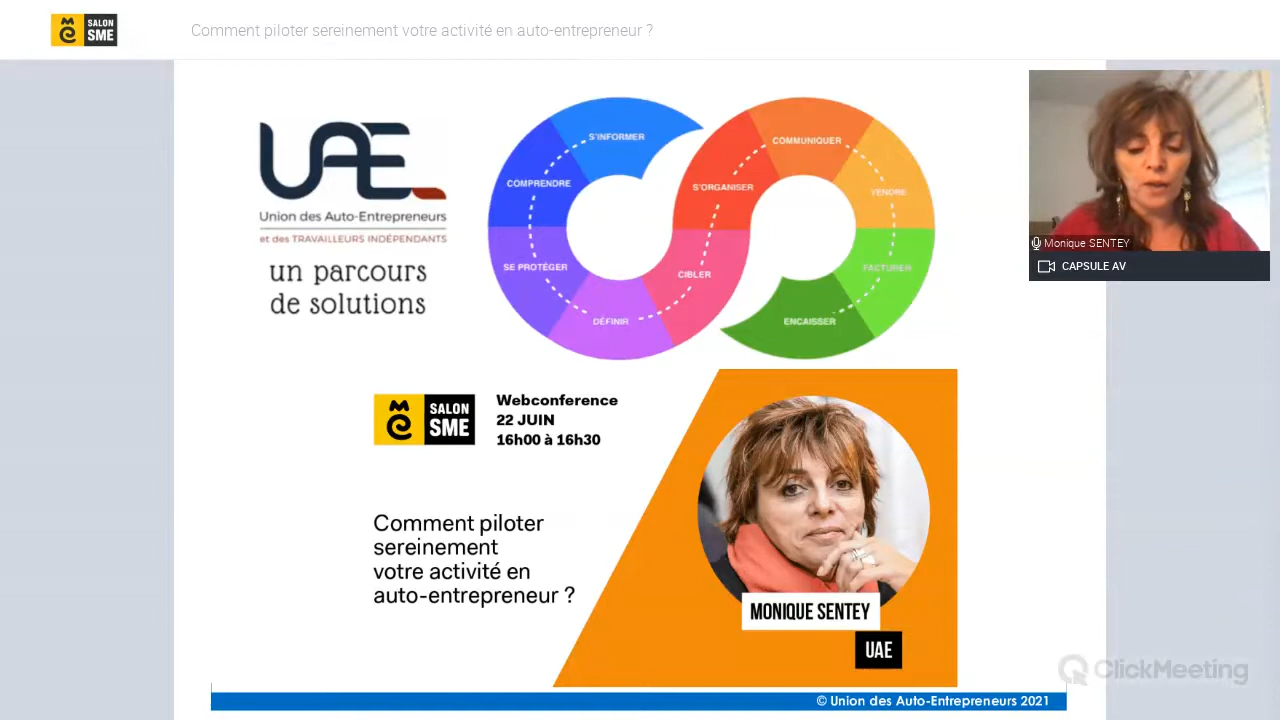 SALON
SME
Comment piloter sereinement votre activité en auto-entrepreneur ?
UAE
Union des Auto-Entrepreneurs
et des TRAVAILLEURS INDÉPENDANTS
un parcours
de solutions
S'INFORMER
COMPRENDRE
SE PROTÉGER
DÉFINIR
CIBLER
S'ORGANISER
COMMUNIQUER
VENDRE
FACTURER
ENCAISSER
Monique SENTEY
CAPSULE AV
SALON
SME
Webconference
22 JUIN
16h00 à 16h30
Comment piloter
sereinement
votre activité en
auto-entrepreneur ?
MONIQUE SENTEY
UAE
ClickMeeting
© Union des Auto-Entrepreneurs 2021